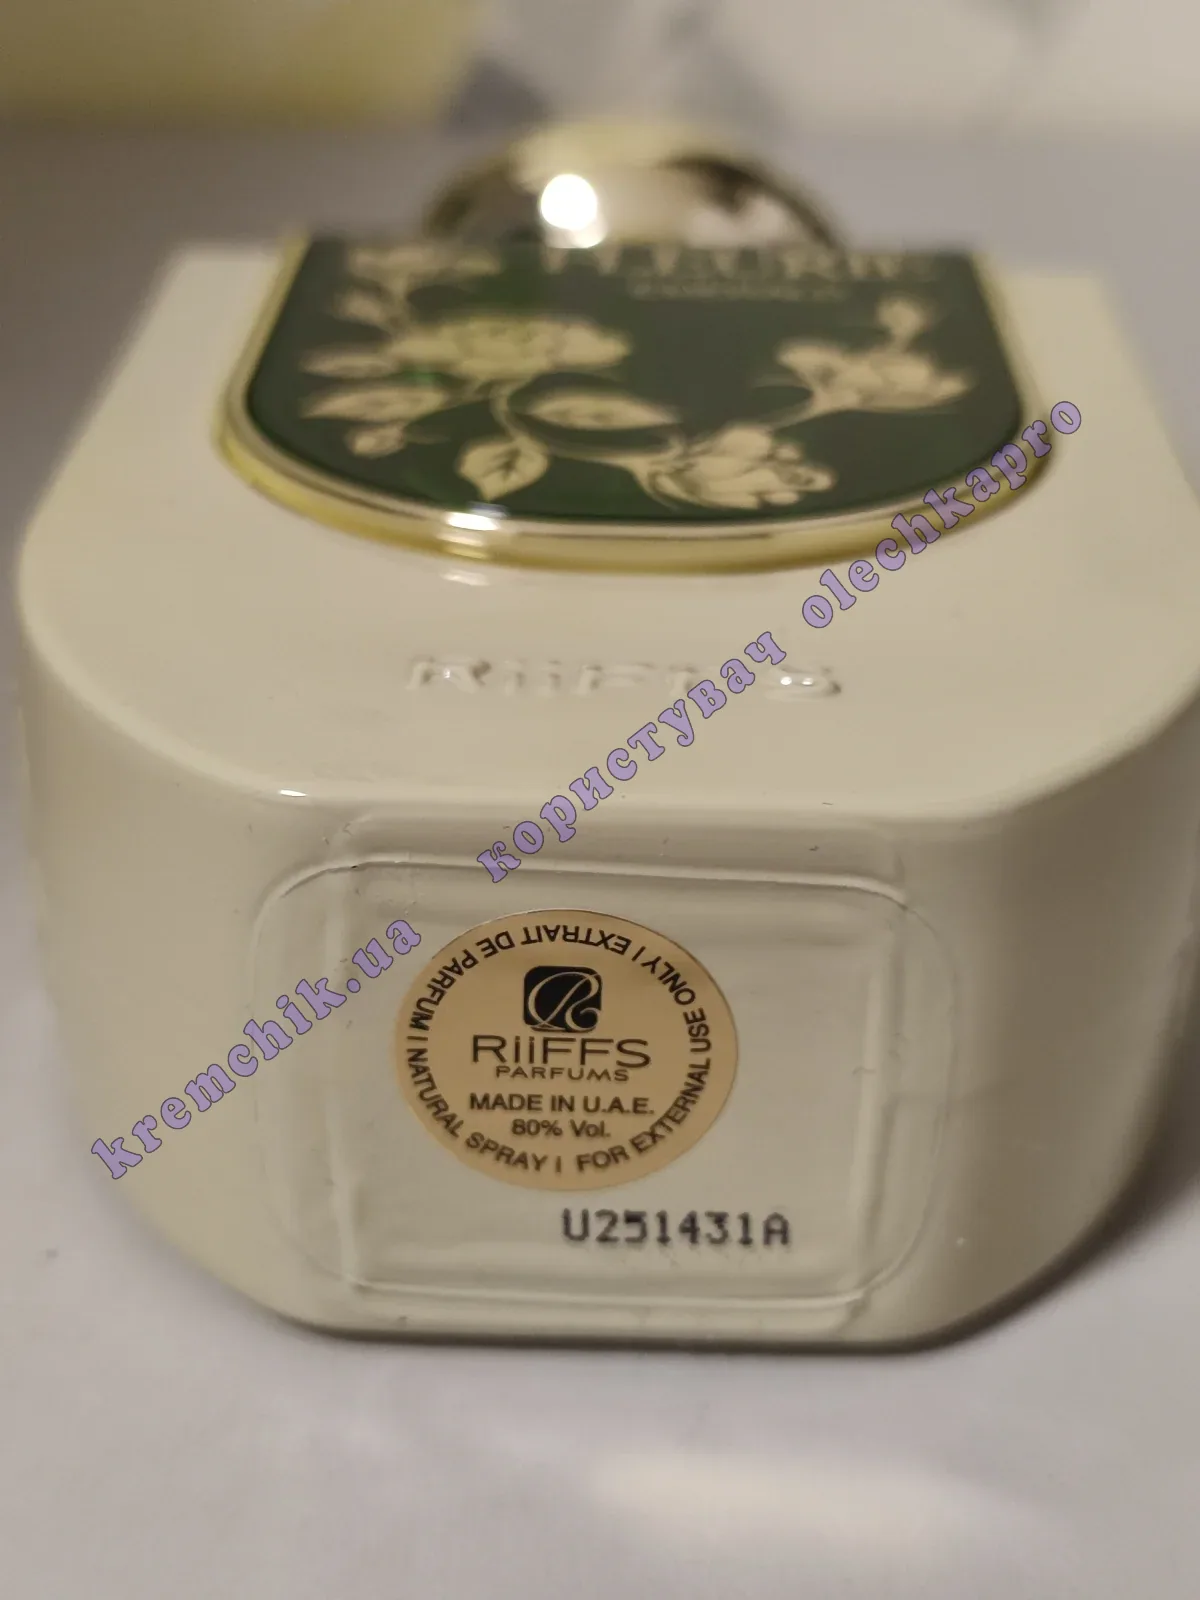 RiiFFS
EXTRAIT DE PARFUM | NATURAL SPRAY | FOR EXTERNAL USE ONLY |
R
RiiFFS
PARFUMS
MADE IN U.A.E.
80% Vol.
U251431A
kremchik.ua користувач olechkapro